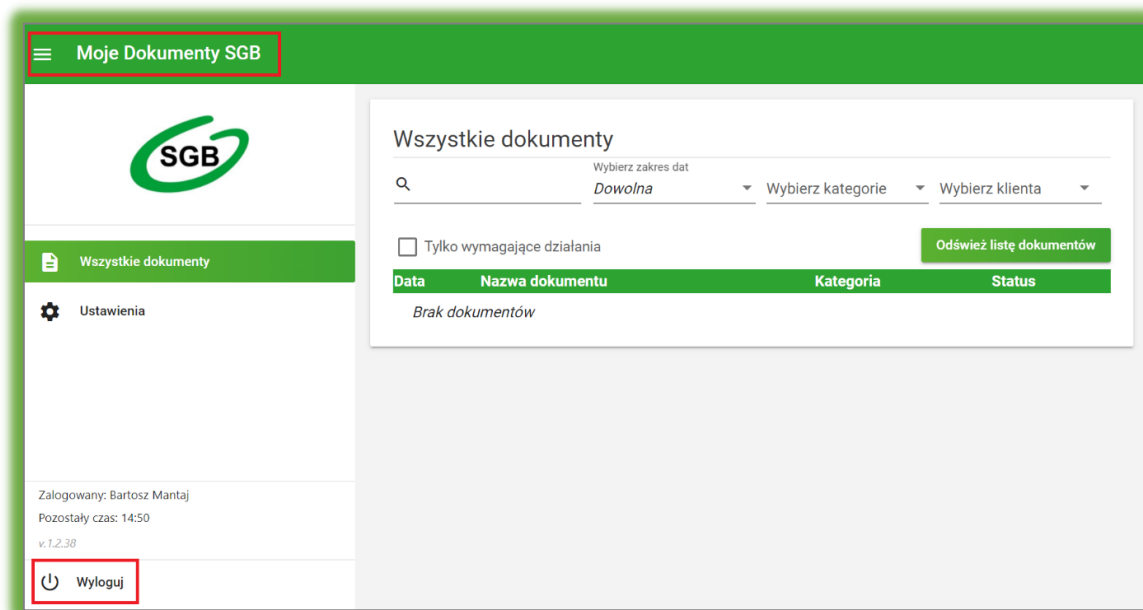 Moje Dokumenty SGB
SGB
Wszystkie dokumenty
Ustawienia
Zalogowany: Bartosz Mantaj
Pozostały czas: 14:50
v.1.2.38
Wyloguj
Wszystkie dokumenty
Wybierz zakres dat
Dowolna Wybierz kategorie Wybierz klienta
Tylko wymagające działania Odśwież listę dokumentów
Data Nazwa dokumentu Kategoria Status
Brak dokumentów